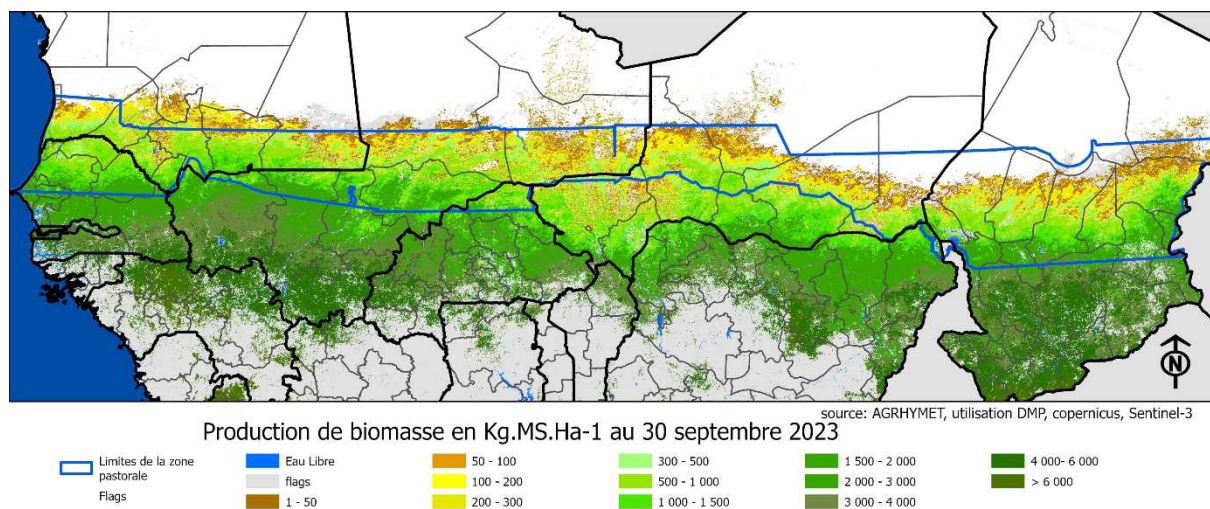 N
source: AGRHYMET, utilisation DMP, copernicus, Sentinel-3
Production de biomasse en Kg.MS.Ha-1 au 30 septembre 2023
Limites de la zone
pastorale
Flags
Eau Libre
flags
1 - 50
50 - 100
100 - 200
200 - 300
300 - 500
500 - 1 000
1 000 - 1 500
1 500 - 2 000
2 000 - 3 000
3 000 - 4 000
4 000- 6 000
> 6 000